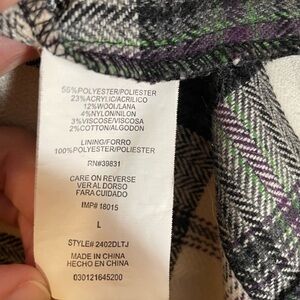 56%POLYESTER/POLIESTER
23%ACRYLIC/ACRILICO
12%WOOL/LANA
4%NYLON/NILON
3%VISCOSE/VISCOSA
2%COTTON/ALGODON
LINING/FORRO
100%POLYESTER/POLIESTER
RN#39831
CARE ON REVERSE
VER AL DORSO
PARA CUIDADO
IMP# 18015
L
STYLE# 2402DLTJ
MADE IN CHINA
HECHO EN CHINA
030121645200